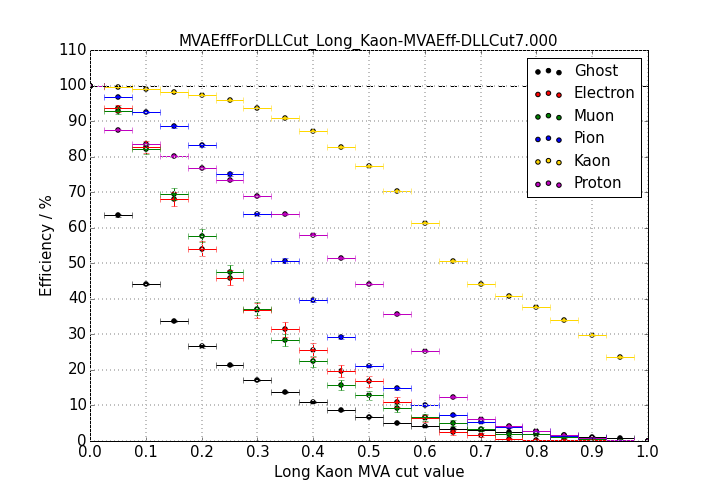 MVAEffForDLLCut_Long_Kaon-MVAEff-DLLCut7.000
110
100
90
80
70
60
50
40
30
20
10
0
Efficiency / %
Ghost
Electron
Muon
Pion
Kaon
Proton
0.0 0.1 0.2 0.3 0.4 0.5 0.6 0.7 0.8 0.9 1.0
Long Kaon MVA cut value